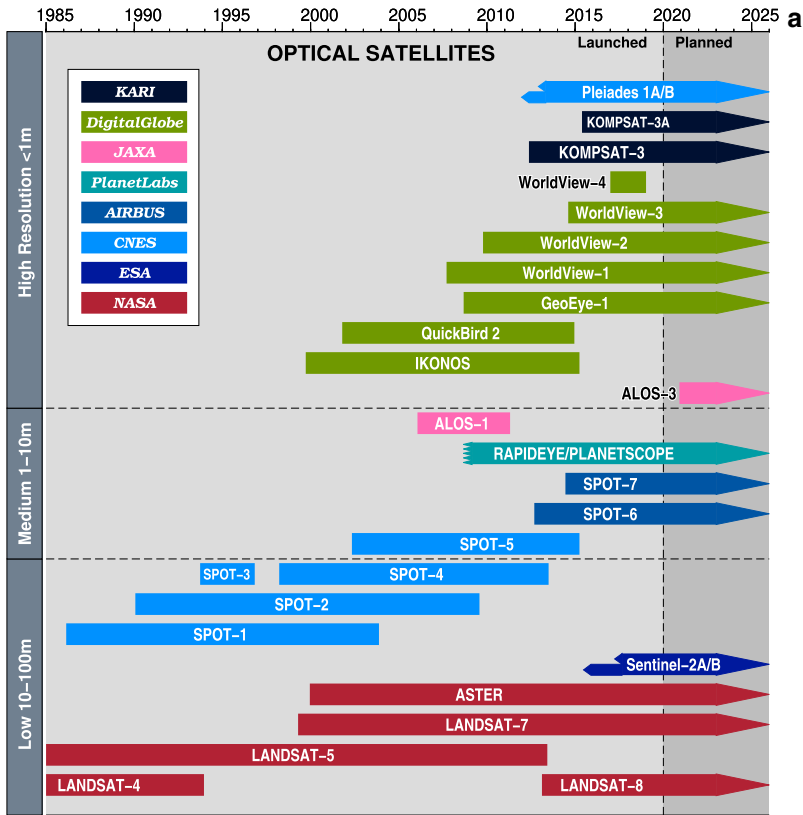 1985 1990 1995 2000 2005 2010 2015 2020 2025 a
OPTICAL SATELLITES
Launched Planned
KARI
DigitalGlobe
JAXA
PlanetLabs
AIRBUS
CNES
ESA
NASA
High Resolution <1m
Pleiades 1A/B
KOMPSAT-3A
KOMPSAT-3
WorldView-4
WorldView-3
WorldView-2
WorldView-1
GeoEye-1
QuickBird 2
IKONOS
ALOS-3
Medium 1-10m
ALOS-1
RAPIDEYE/PLANETSCOPE
SPOT-7
SPOT-6
SPOT-5
Low 10-100m
SPOT-3 SPOT-4
SPOT-2
SPOT-1
Sentinel-2A/B
ASTER
LANDSAT-7
LANDSAT-5
LANDSAT-4 LANDSAT-8